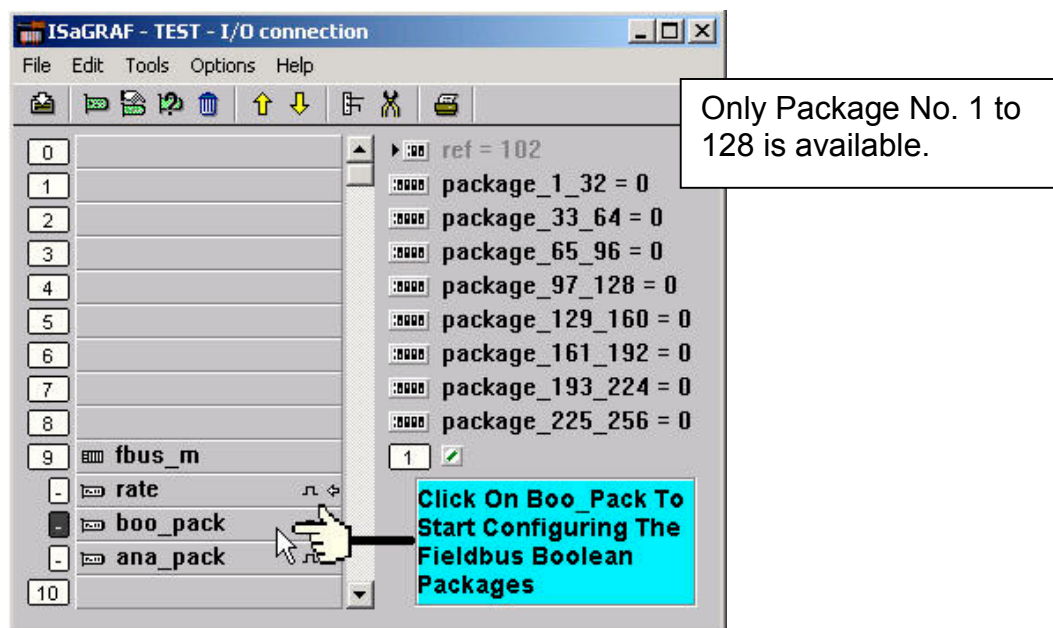 ISaGRAF - TEST - I/O connection
File Edit Tools Options Help
Only Package No. 1 to
128 is available.
0
1
2
3
4
5
6
7
8
9 fbus_m
- rate
- boo_pack
- ana_pack
10
ref = 102
package_1_32 = 0
package_33_64 = 0
package_65_96 = 0
package_97_128 = 0
package_129_160 = 0
package_161_192 = 0
package_193_224 = 0
package_225_256 = 0
1
Click On Boo_Pack To
Start Configuring The
Fieldbus Boolean
Packages